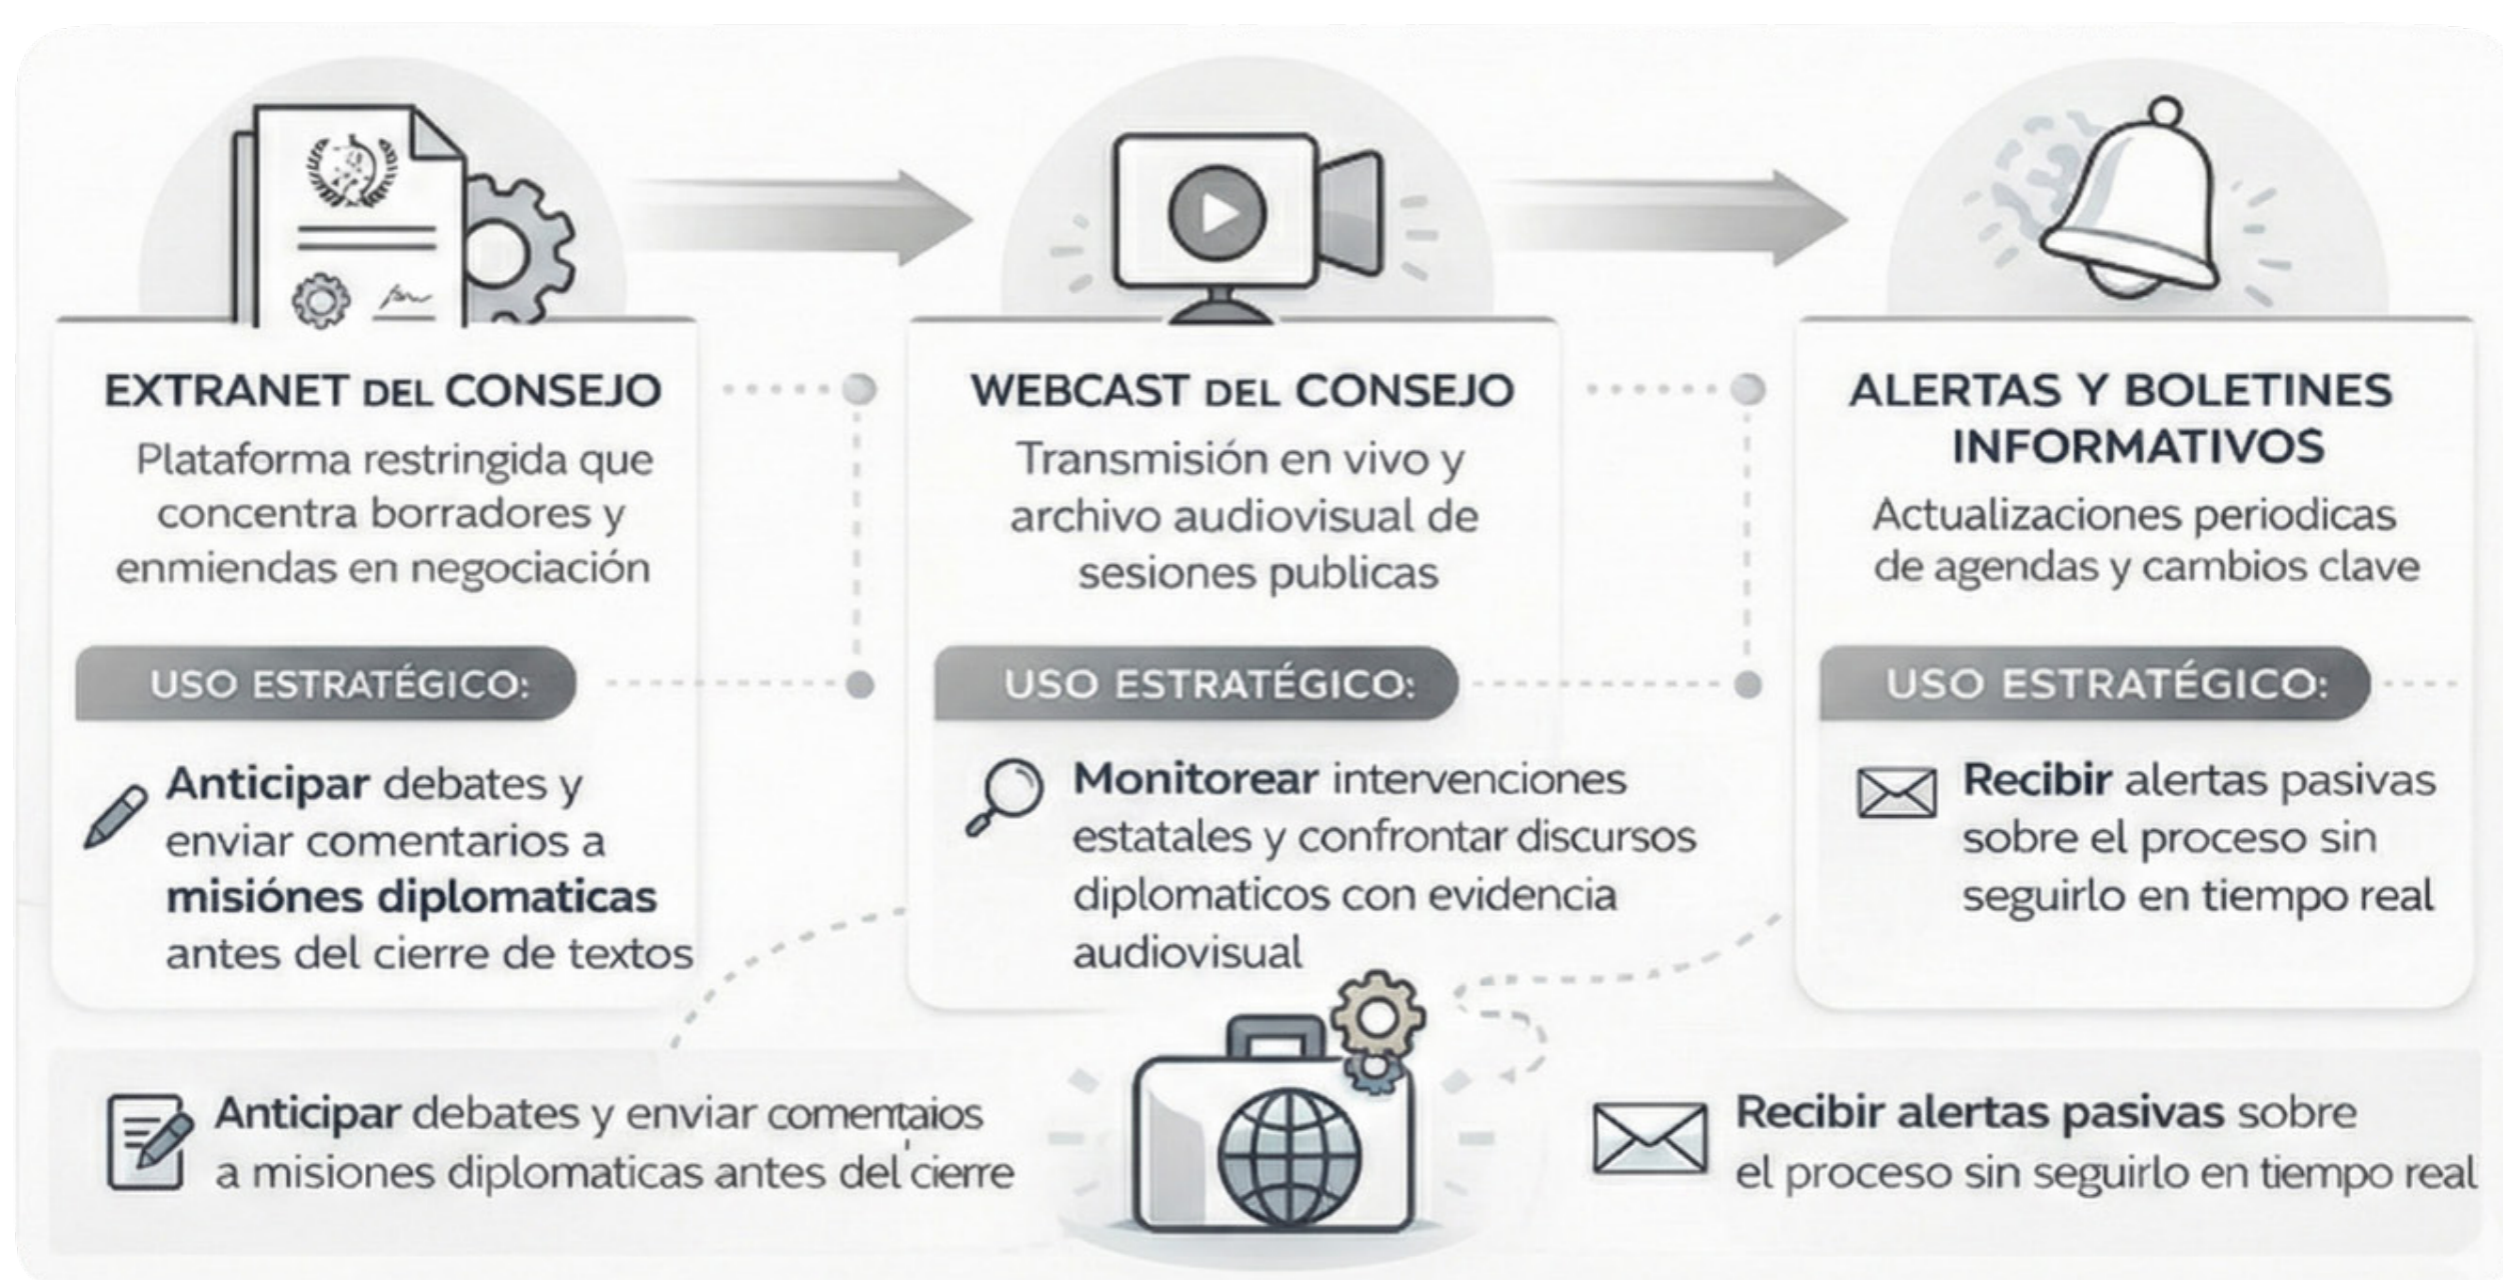 EXTRANET DEL CONSEJO
Plataforma restringida que
concentra borradores y
enmiendas en negociación
USO ESTRATÉGICO:
Anticipar debates y
enviar comentarios a
misiónes diplomaticas
antes del cierre de textos
WEBCAST DEL CONSEJO
Transmisión en vivo y
archivo audiovisual de
sesiones publicas
USO ESTRATÉGICO:
Monitorear intervenciones
estatales y confrontar discursos
diplomaticos con evidencia
audiovisual
ALERTAS Y BOLETINES
INFORMATIVOS
Actualizaciones periodicas
de agendas y cambios clave
USO ESTRATÉGICO:
Recibir alertas pasivas
sobre el proceso sin
seguirlo en tiempo real
Anticipar debates y enviar comentaios
a misiones diplomaticas antes del cierre
Recibir alertas pasivas sobre
el proceso sin seguirlo en tiempo real